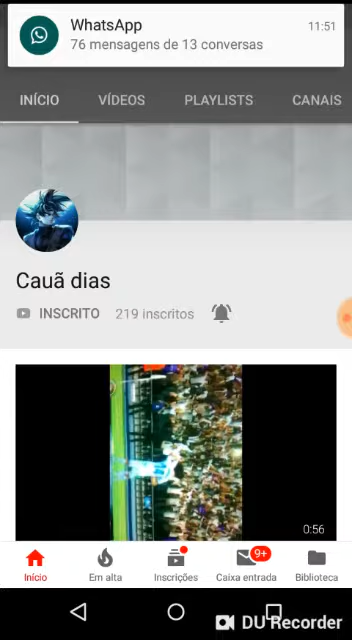 WhatsApp 11:51
76 mensagens de 13 conversas
INÍCIO VÍDEOS PLAYLISTS CANAIS
Cauã dias
INSCRITO 219 inscritos
0:56
9+
Início Em alta Inscrições Caixa entrada Biblioteca
DU Recorder